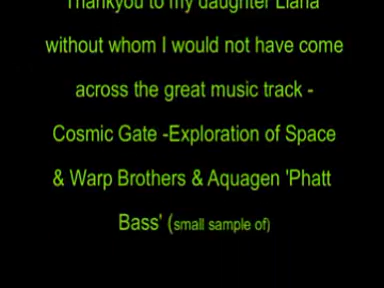 Thankyou to my daughter Liana
without whom I would not have come
across the great music track -
Cosmic Gate -Exploration of Space
& Warp Brothers & Aquagen 'Phatt
Bass' (small sample of)